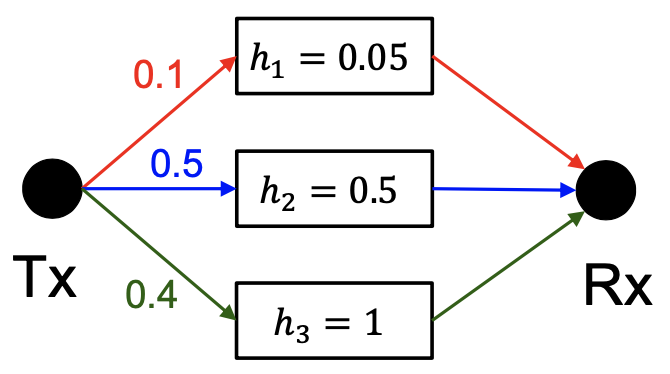 h₁ = 0.05
0.1
0.5
h₂ = 0.5
Tx
Rx
0.4
h₃ = 1